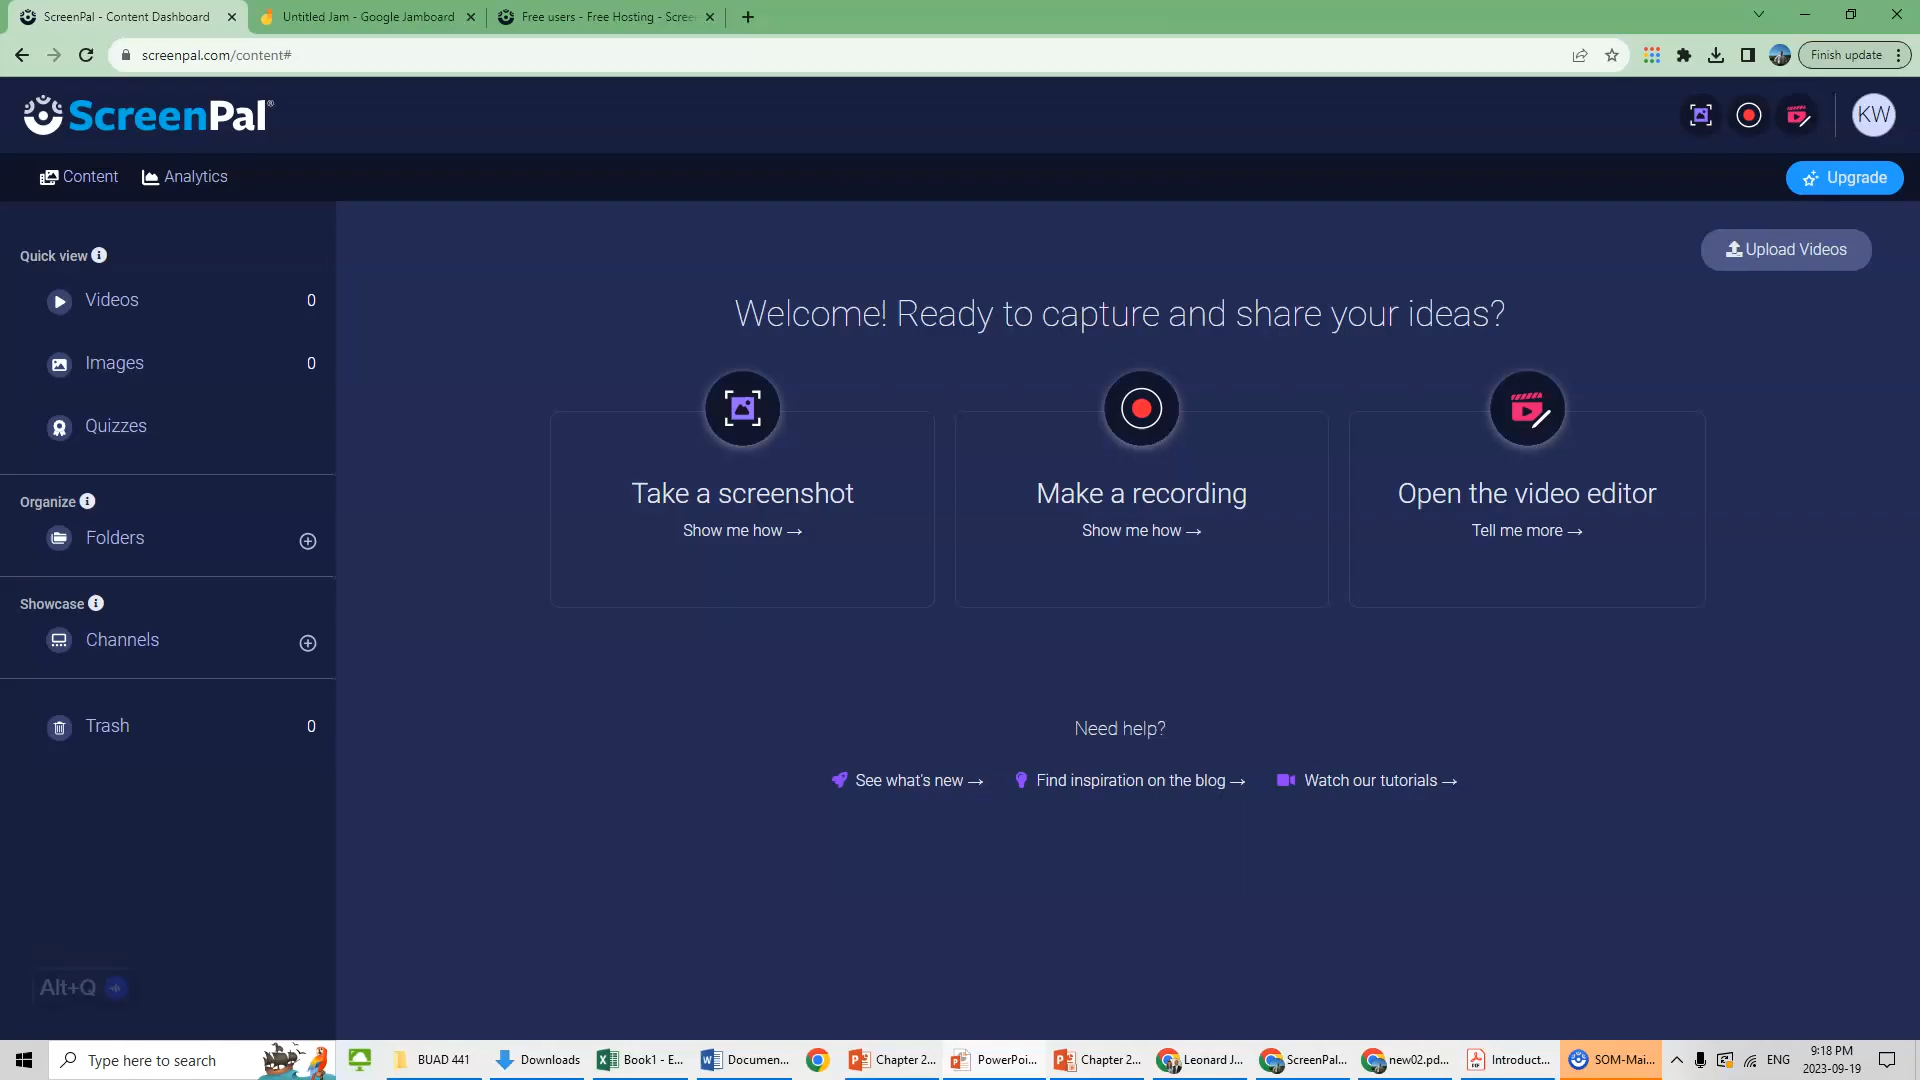 ScreenPal - Content Dashboard
Untitled Jam - Google Jamboard
Free users - Free Hosting - Scree
screenpal.com/content#
Finish update
ScreenPal®
KW
Content
Analytics
Upgrade
Quick view
Upload Videos
Videos 0
Images 0
Quizzes
Organize
Folders
Showcase
Channels
Trash 0
Welcome! Ready to capture and share your ideas?
Take a screenshot
Show me how →
Make a recording
Show me how →
Open the video editor
Tell me more →
Need help?
See what's new →
Find inspiration on the blog →
Watch our tutorials →
Alt+Q
Type here to search
BUAD 441
Downloads
Book1 - E...
Documen...
Chapter 2...
PowerPoi...
Chapter 2...
Leonard J...
ScreenPal...
new02.pd...
Introduct...
SOM-Mai...
ENG
9:18 PM
2023-09-19